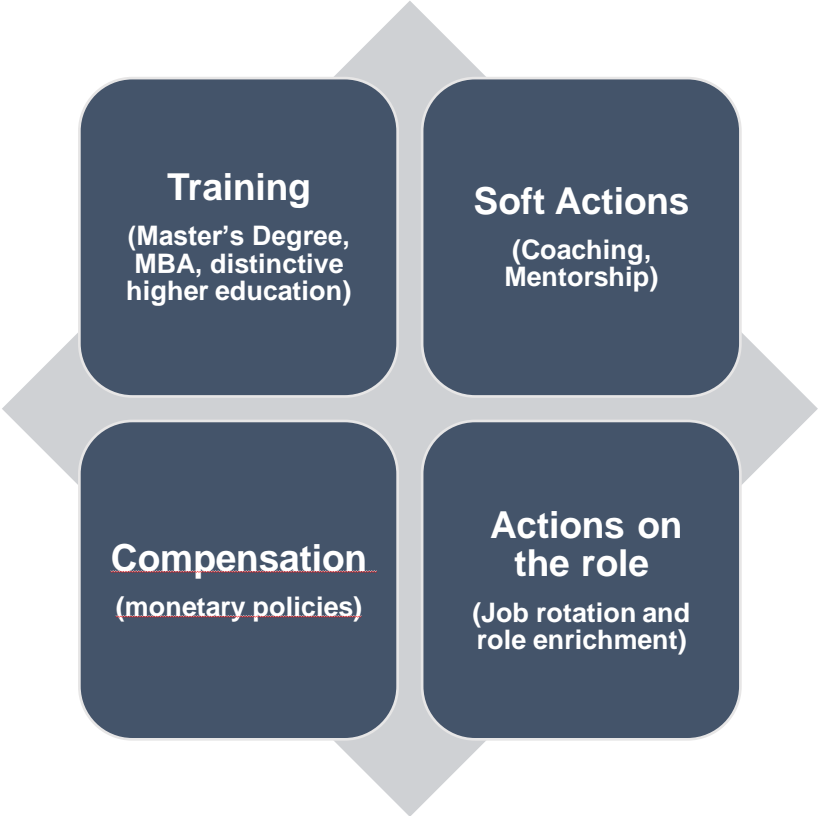 Training
(Master’s Degree,
MBA, distinctive
higher education)
Soft Actions
(Coaching,
Mentorship)
Compensation
(monetary policies)
Actions on
the role
(Job rotation and
role enrichment)